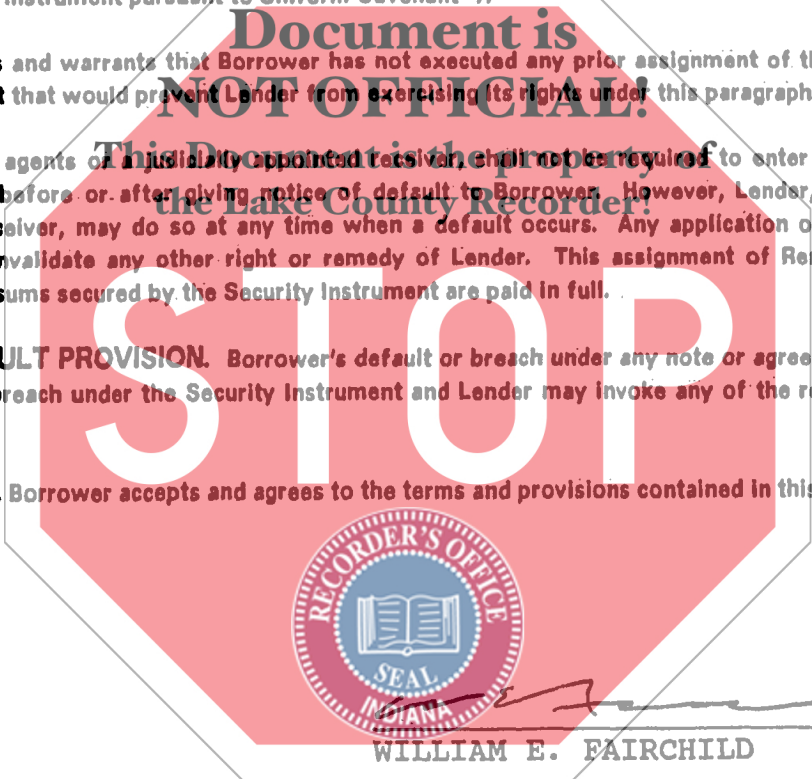 instrument pursuant to Uniform Covenant 7.
Document is
s and warrants that Borrower has not executed any prior assignment of th
NOT OFFICIAL!
t that would prevent Lender from exercising its rights under this paragraph
agents or a judicially appointed receiver, shall not be required to enter
This Document is the property of
before or after giving notice of default to Borrower. However, Lender,
the Lake County Recorder!
eiver, may do so at any time when a default occurs. Any application o
nvalidate any other right or remedy of Lender. This assignment of Re
sums secured by the Security Instrument are paid in full.
STOP
ULT PROVISION. Borrower's default or breach under any note or agree
reach under the Security Instrument and Lender may invoke any of the r
. Borrower accepts and agrees to the terms and provisions contained in this
RECORDER'S OFFICE
SEAL
INDIANA
WILLIAM E. FAIRCHILD